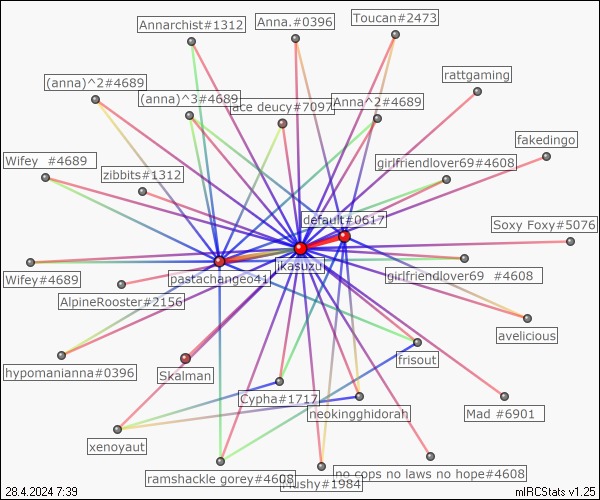 Annarchist#1312
Anna.#0396
Toucan#2473
rattgaming
(anna)^2#4689
(anna)^3#4689
ace deucy#7097
Anna^2#4689
fakedingo
Wifey  #4689
zibbits#1312
girlfriendlover69#4608
default#0617
Soxy Foxy#5076
Wifey#4689
pastachangeo41
jkasuzu
girlfriendlover69  #4608
AlpineRooster#2156
avelicious
hypomanianna#0396
Skalman
frisout
Cypha#1717
neokingghidorah
Mad #6901
xenoyaut
ramshackle gorey#4608
Mushy#1984
no cops no laws no hope#4608
28.4.2024 7:39
mIRCStats v1.25